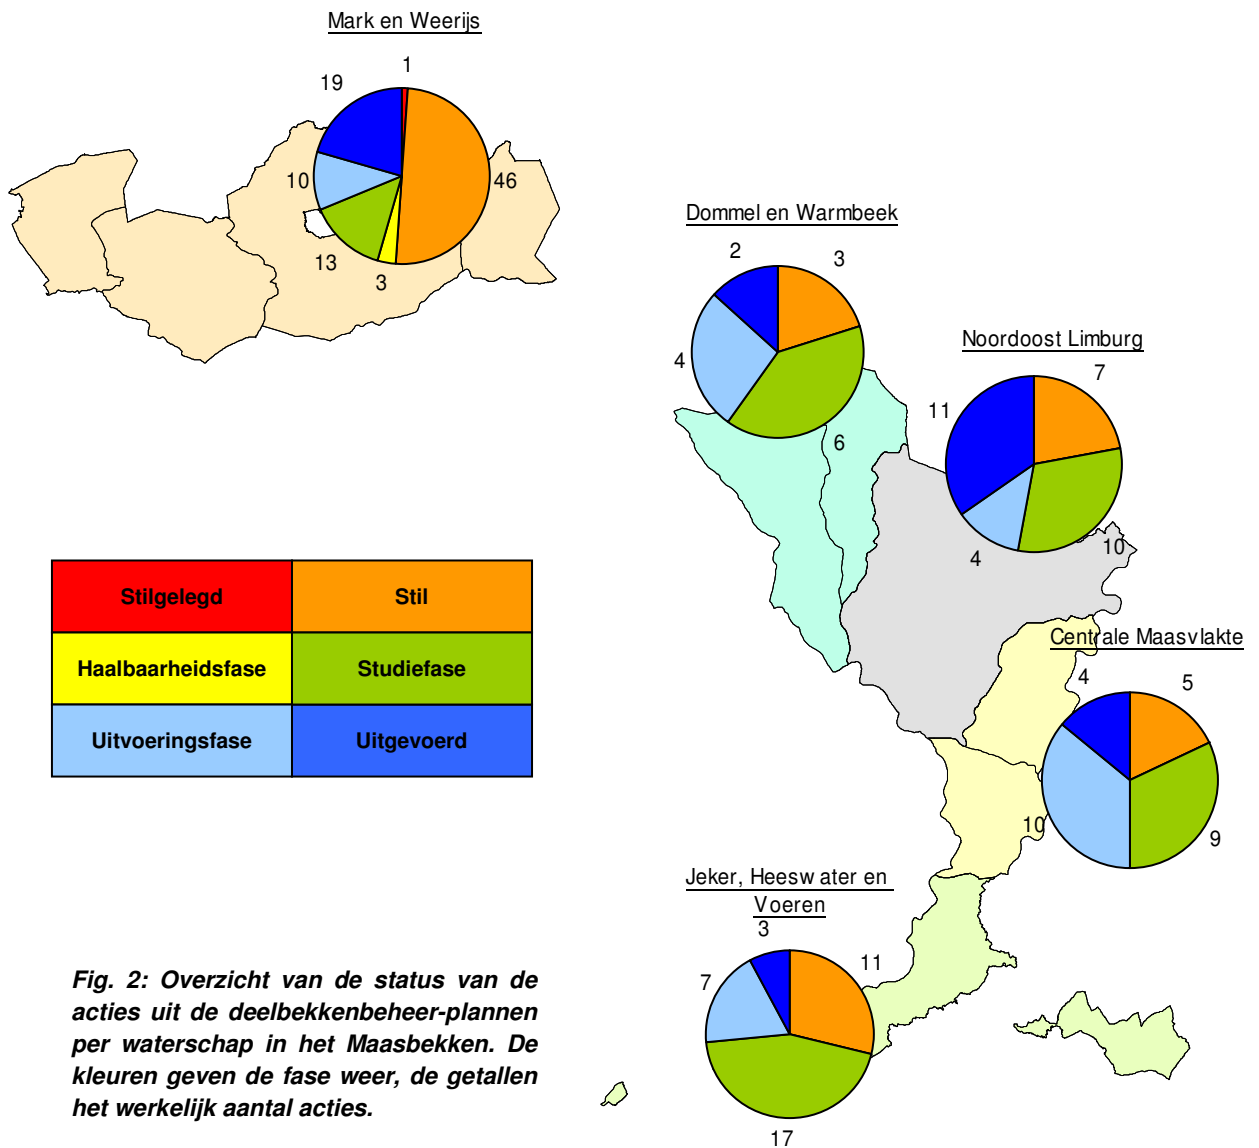 Mark en Weerijs
1
19
10
46
13
3
Dommel en Warmbeek
2
3
4
6
Noordoost Limburg
7
11
4
10
Centrale Maasvlakte
4
5
10
9
Jeker, Heeswater en
Voeren
3
11
7
17
Stilgelegd
Stil
Haalbaarheidsfase
Studiefase
Uitvoeringsfase
Uitgevoerd
Fig. 2: Overzicht van de status van de
acties uit de deelbekkenbeheer-plannen
per waterschap in het Maasbekken. De
kleuren geven de fase weer, de getallen
het werkelijk aantal acties.